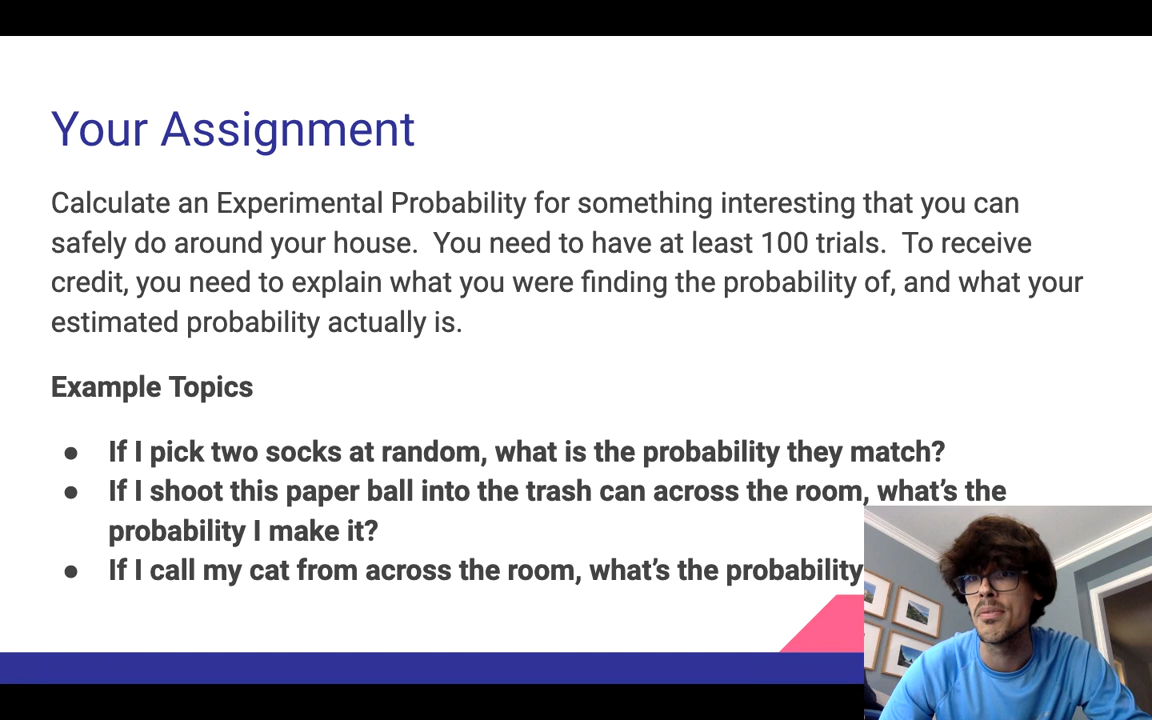 Your Assignment
Calculate an Experimental Probability for something interesting that you can
safely do around your house.  You need to have at least 100 trials.  To receive
credit, you need to explain what you were finding the probability of, and what your
estimated probability actually is.
Example Topics
● If I pick two socks at random, what is the probability they match?
● If I shoot this paper ball into the trash can across the room, what’s the
probability I make it?
● If I call my cat from across the room, what’s the probability